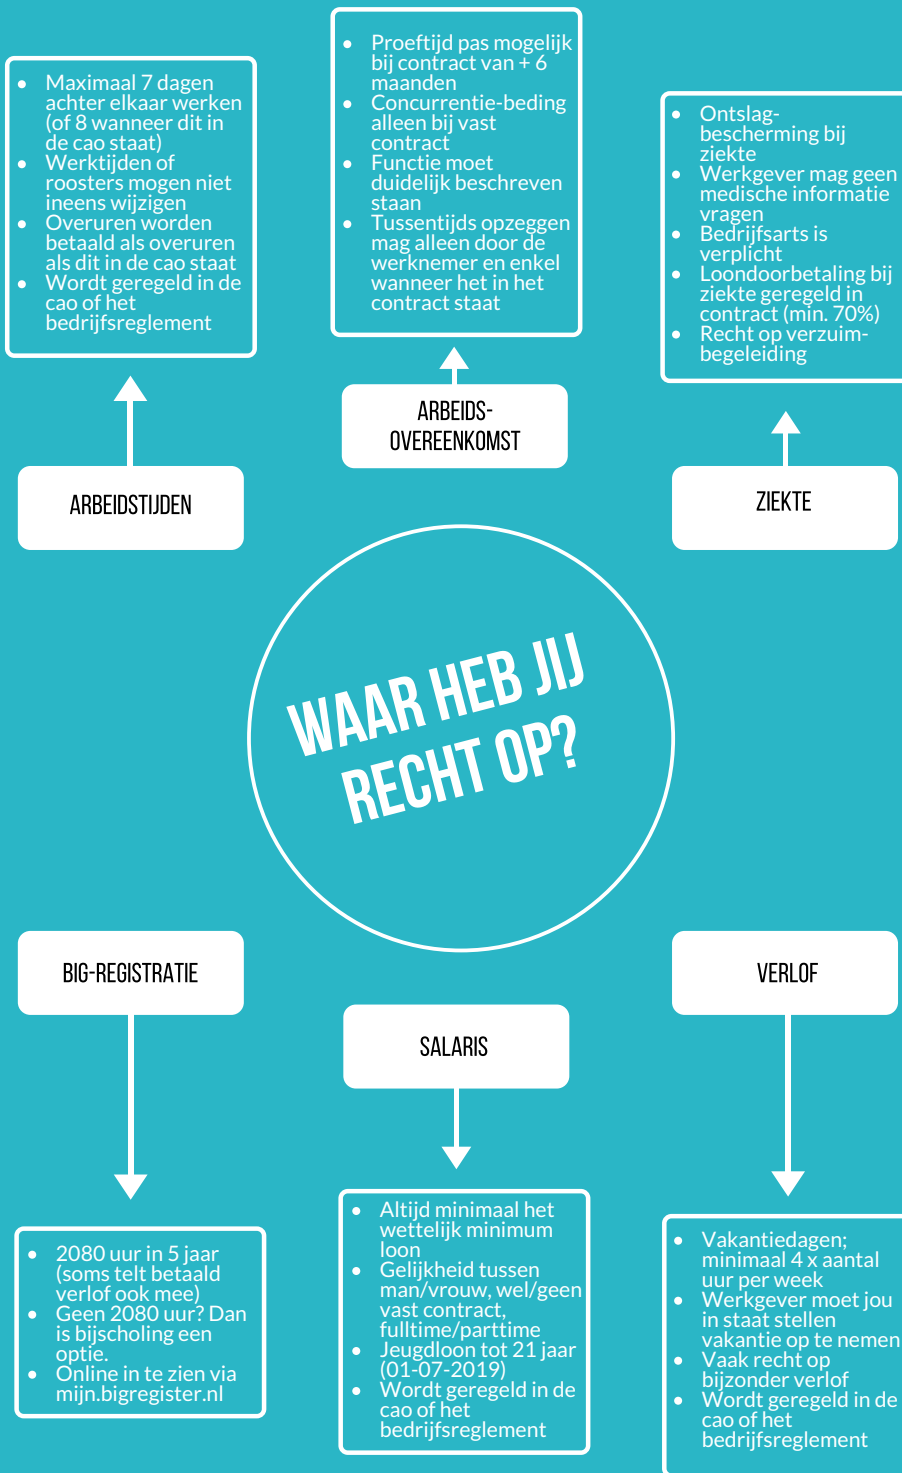 • Maximaal 7 dagen
achter elkaar werken
(of 8 wanneer dit in
de cao staat)
• Werktijden of
roosters mogen niet
ineens wijzigen
• Overuren worden
betaald als overuren
als dit in de cao staat
• Wordt geregeld in de
cao of het
bedrijfsreglement
ARBEIDSTIJDEN
• Proeftijd pas mogelijk
bij contract van + 6
maanden
• Concurrentie-beding
alleen bij vast
contract
• Functie moet
duidelijk beschreven
staan
• Tussentijds opzeggen
mag alleen door de
werknemer en enkel
wanneer het in het
contract staat
ARBEIDS-
OVEREENKOMST
• Ontslag-
bescherming bij
ziekte
• Werkgever mag geen
medische informatie
vragen
• Bedrijfsarts is
verplicht
• Loondoorbetaling bij
ziekte geregeld in
contract (min. 70%)
• Recht op verzuim-
begeleiding
ZIEKTE
WAAR HEB JIJ
RECHT OP?
BIG-REGISTRATIE
• 2080 uur in 5 jaar
(soms telt betaald
verlof ook mee)
• Geen 2080 uur? Dan
is bijscholing een
optie.
• Online in te zien via
mijn.bigregister.nl
SALARIS
• Altijd minimaal het
wettelijk minimum
loon
• Gelijkheid tussen
man/vrouw, wel/geen
vast contract,
fulltime/parttime
• Jeugdloon tot 21 jaar
(01-07-2019)
• Wordt geregeld in de
cao of het
bedrijfsreglement
VERLOF
• Vakantiedagen;
minimaal 4 x aantal
uur per week
• Werkgever moet jou
in staat stellen
vakantie op te nemen
• Vaak recht op
bijzonder verlof
• Wordt geregeld in de
cao of het
bedrijfsreglement